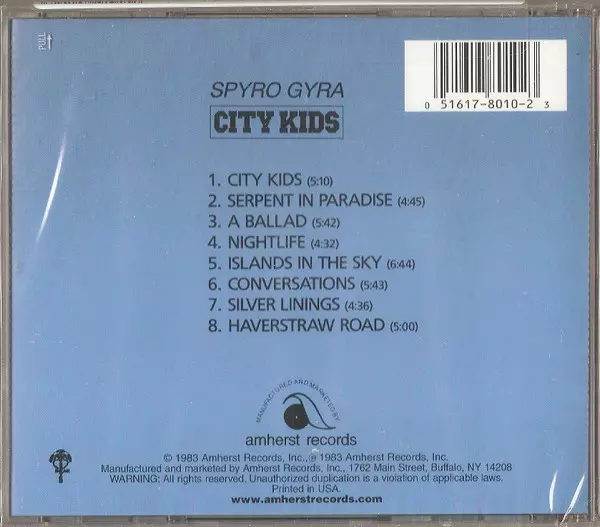 PULL
0 51617-8010-2 3
SPYRO GYRA
CITY KIDS
1. CITY KIDS (5:10)
2. SERPENT IN PARADISE (4:45)
3. A BALLAD (5:42)
4. NIGHTLIFE (4:32)
5. ISLANDS IN THE SKY (6:44)
6. CONVERSATIONS (5:43)
7. SILVER LININGS (4:36)
8. HAVERSTRAW ROAD (5:00)
MANUFACTURED AND MARKETED BY
amherst records
© 1983 Amherst Records, Inc., ℗ 1983 Amherst Records, Inc.
Manufactured and marketed by Amherst Records, Inc., 1762 Main Street, Buffalo, NY 14208
WARNING: All rights reserved. Unauthorized duplication is a violation of applicable laws.
Printed in USA.
www.amherstrecords.com